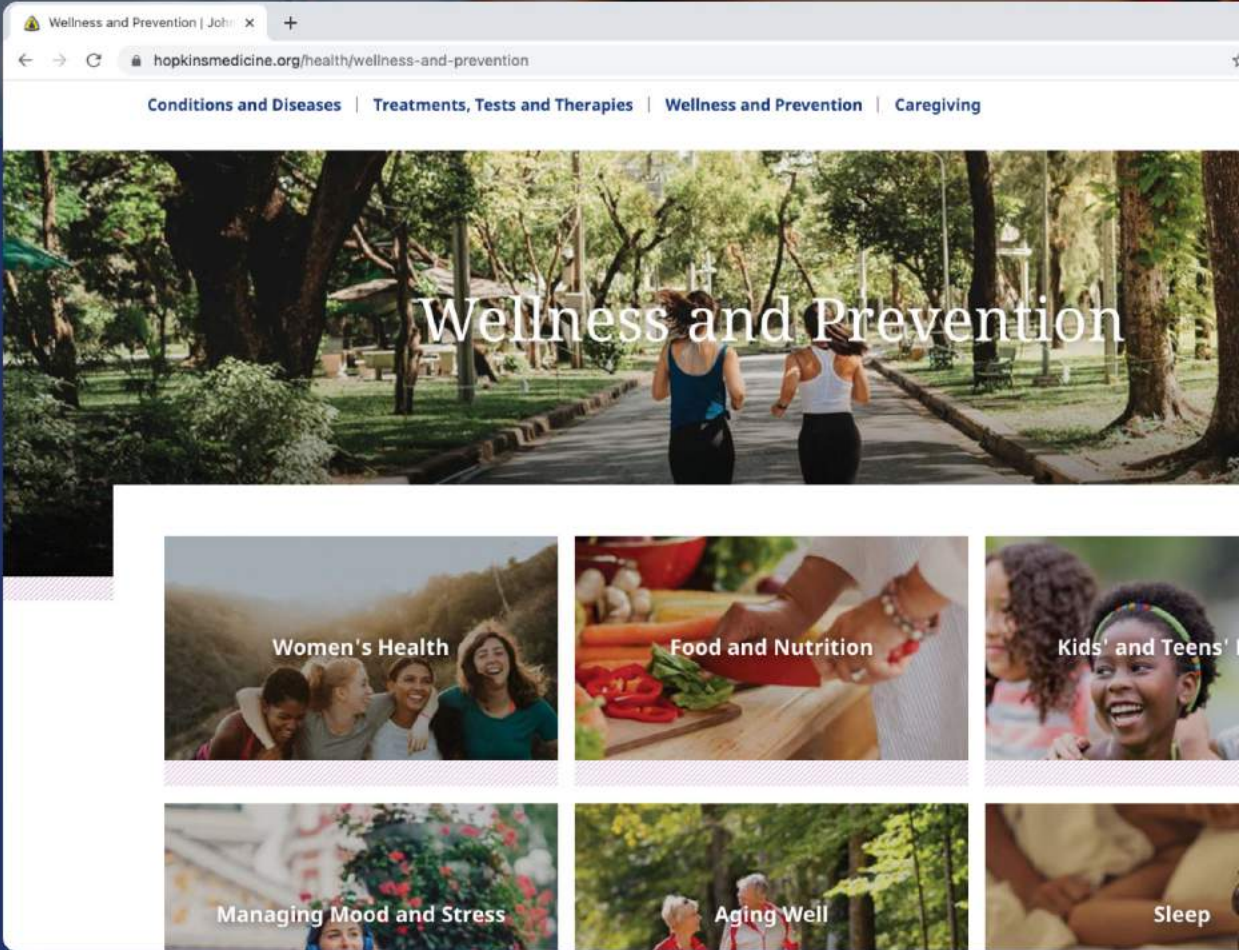 Wellness and Prevention | John
hopkinsmedicine.org/health/wellness-and-prevention
Conditions and Diseases | Treatments, Tests and Therapies | Wellness and Prevention | Caregiving
Wellness and Prevention
Women's Health
Food and Nutrition
Kids' and Teens'
Managing Mood and Stress
Aging Well
Sleep